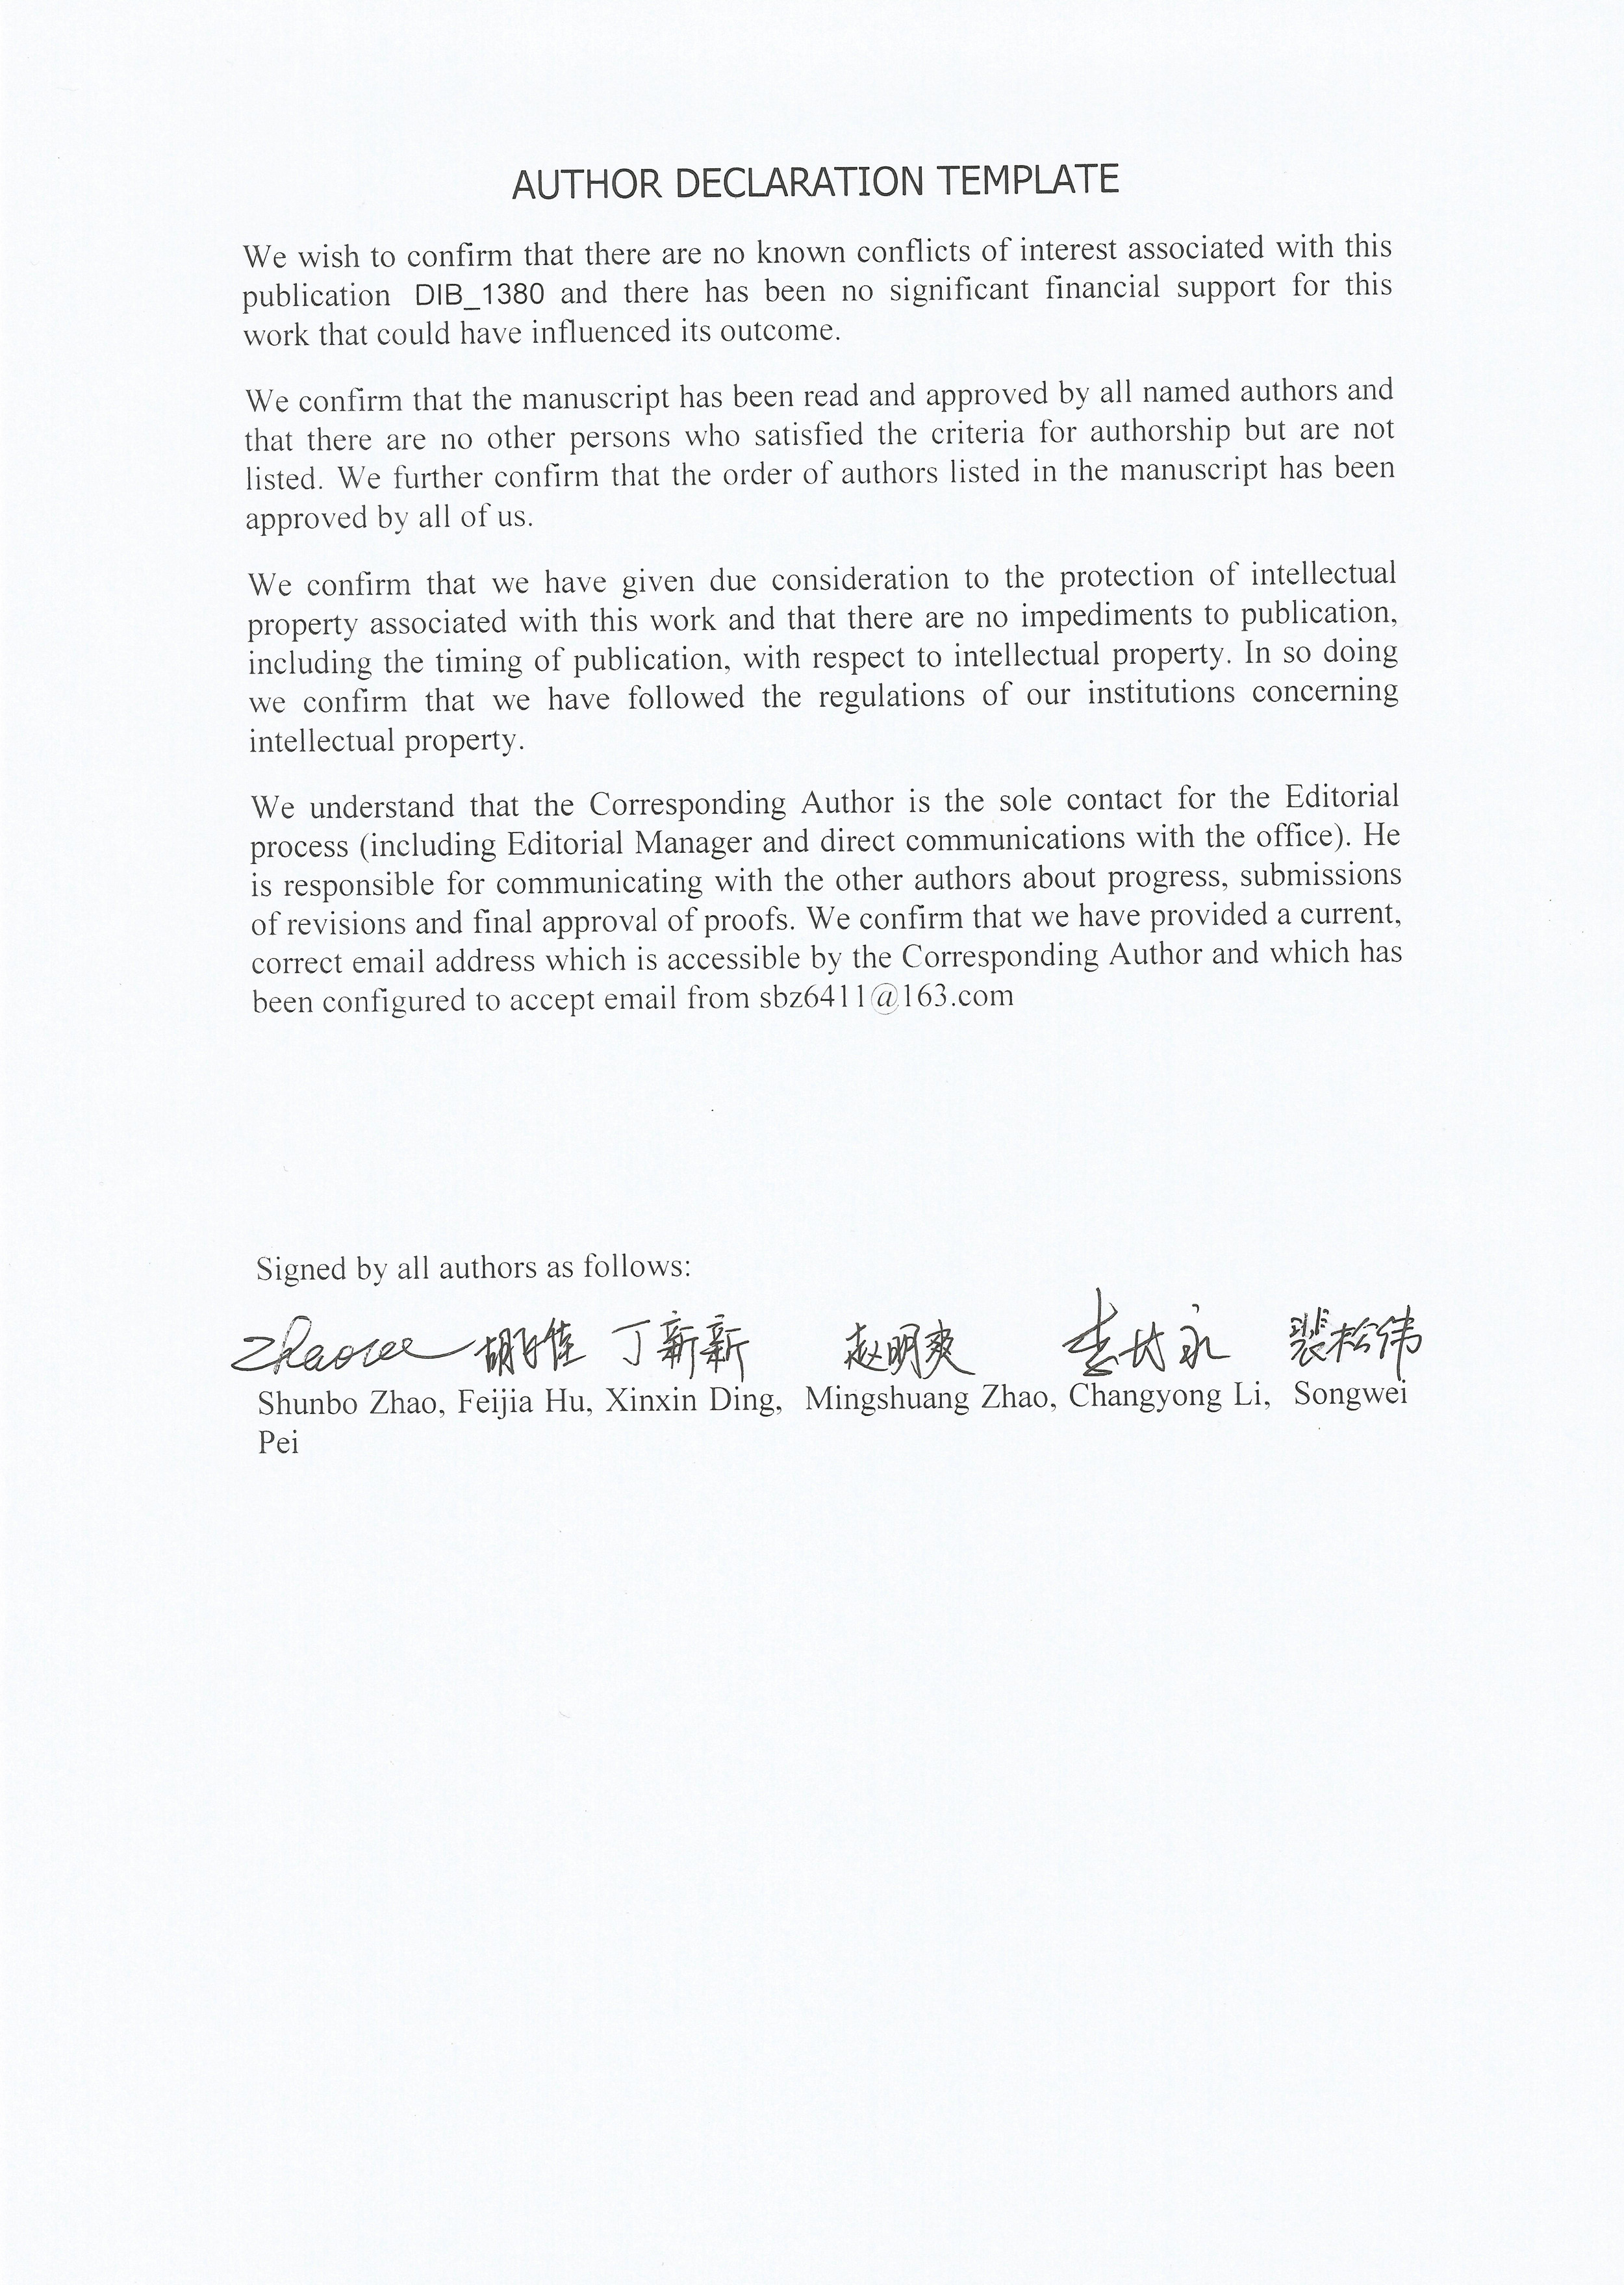 AUTHOR DECLARATION TEMPLATE
We wish to confirm that there are no known conflicts of interest associated with this
publication DIB_1380 and there has been no significant financial support for this
work that could have influenced its outcome.
We confirm that the manuscript has been read and approved by all named authors and
that there are no other persons who satisfied the criteria for authorship but are not
listed. We further confirm that the order of authors listed in the manuscript has been
approved by all of us.
We confirm that we have given due consideration to the protection of intellectual
property associated with this work and that there are no impediments to publication,
including the timing of publication, with respect to intellectual property. In so doing
we confirm that we have followed the regulations of our institutions concerning
intellectual property.
We understand that the Corresponding Author is the sole contact for the Editorial
process (including Editorial Manager and direct communications with the office). He
is responsible for communicating with the other authors about progress, submissions
of revisions and final approval of proofs. We confirm that we have provided a current,
correct email address which is accessible by the Corresponding Author and which has
been configured to accept email from sbz6411@163.com
Signed by all authors as follows:
丁新新 赵明爽 李长永 裴松伟
Shunbo Zhao, Feijia Hu, Xinxin Ding, Mingshuang Zhao, Changyong Li, Songwei
Pei